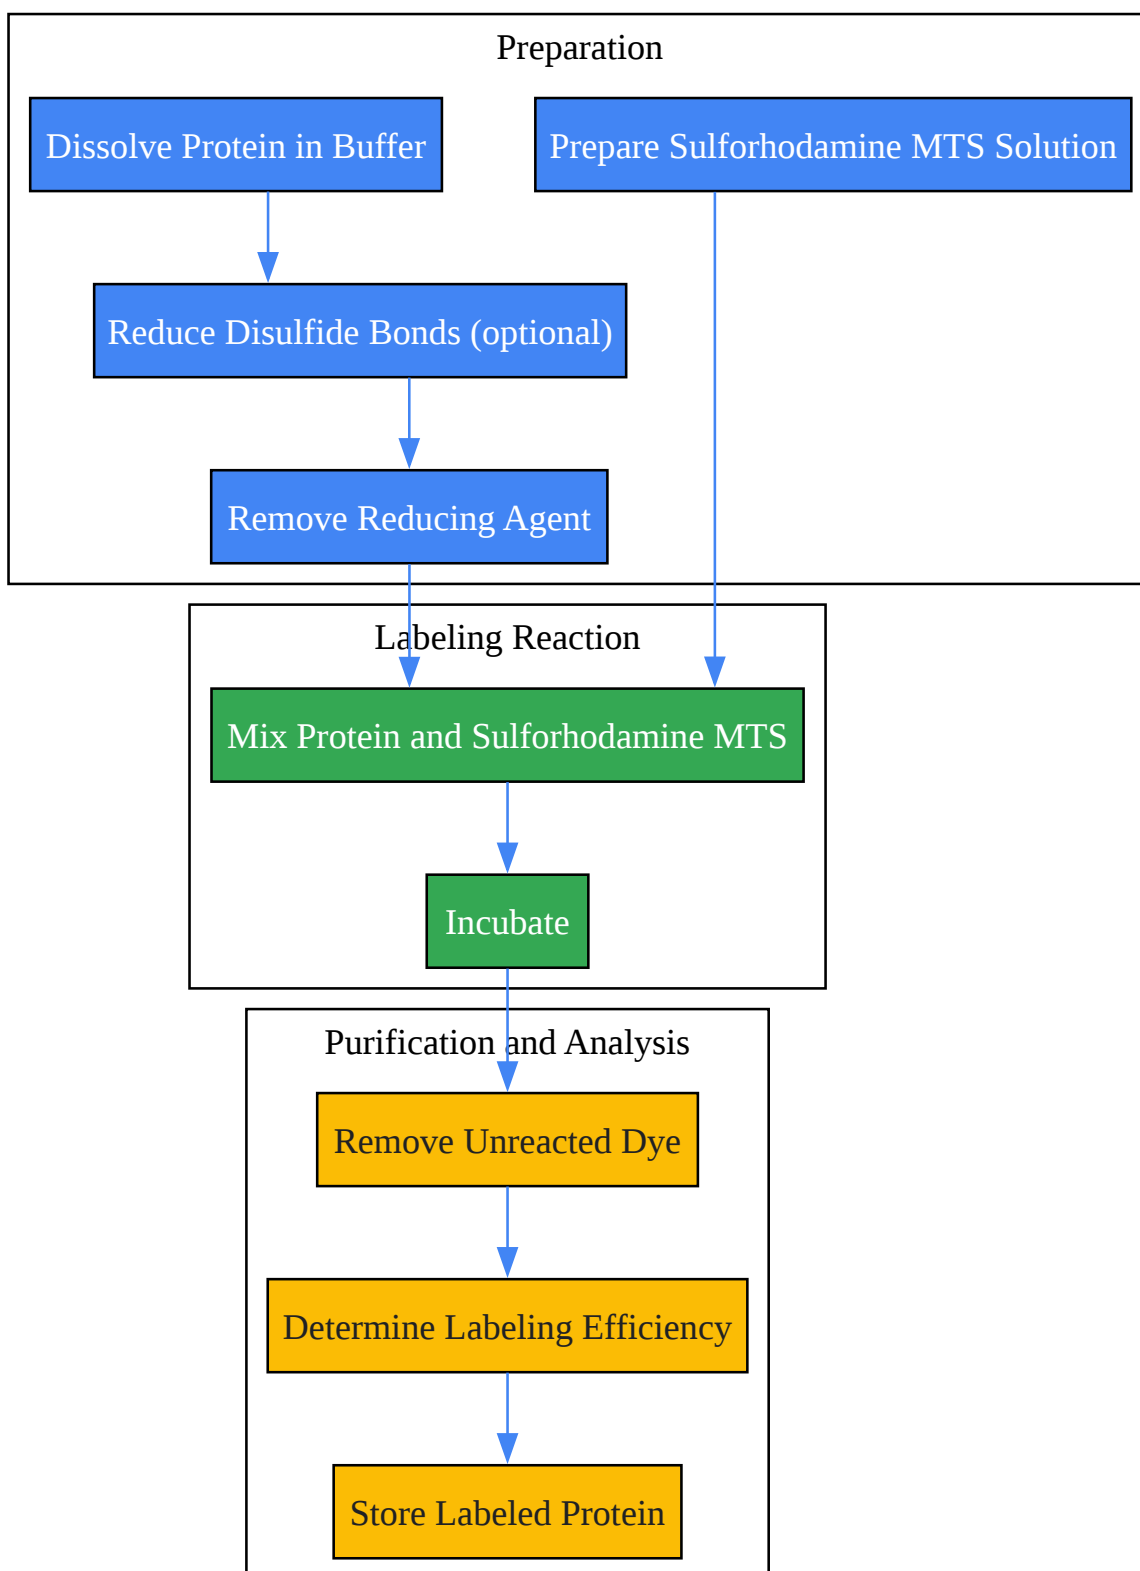 Preparation
Dissolve Protein in Buffer
Prepare Sulforhodamine MTS Solution
Reduce Disulfide Bonds (optional)
Remove Reducing Agent
Labeling Reaction
Mix Protein and Sulforhodamine MTS
Incubate
Purification and Analysis
Remove Unreacted Dye
Determine Labeling Efficiency
Store Labeled Protein